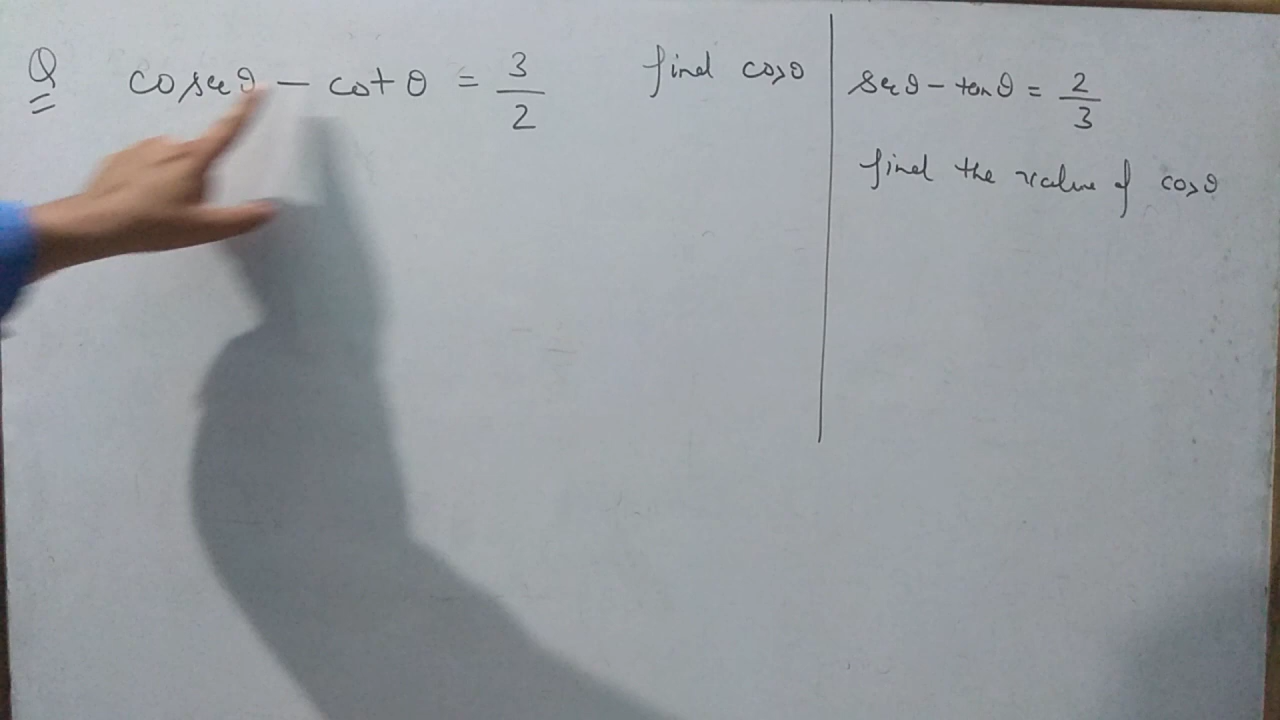 Q cosecθ - cotθ = 3/2 find cosθ
secθ - tanθ = 2/3
find the value of cosθ